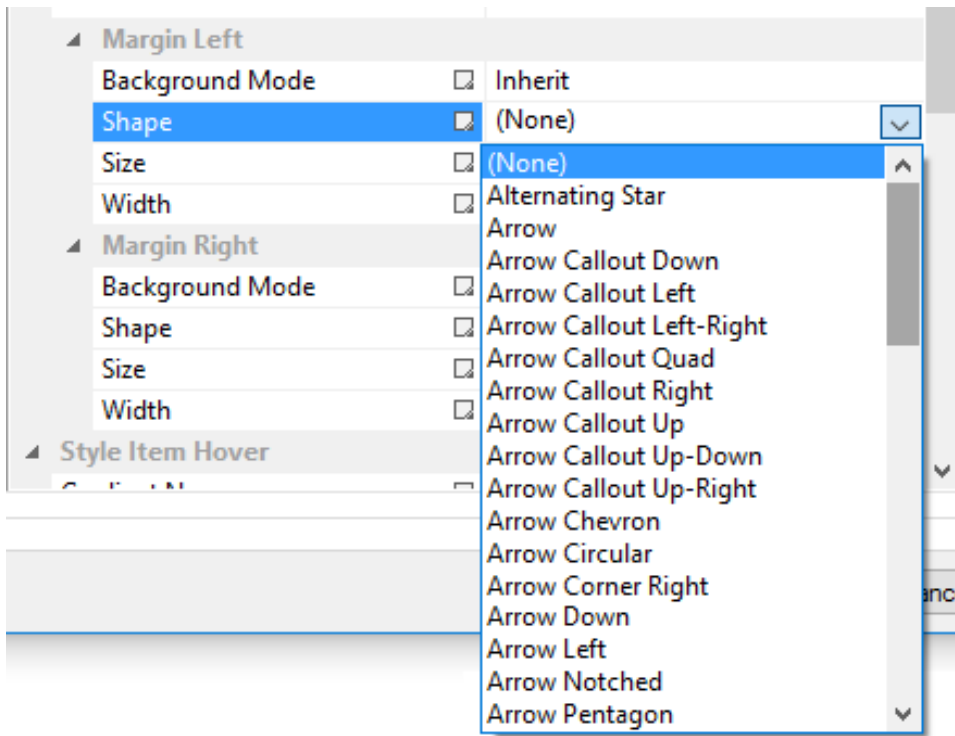 Margin Left
Background Mode Inherit
Shape (None)
Size
Width
Margin Right
Background Mode
Shape
Size
Width
Style Item Hover
(None)
Alternating Star
Arrow
Arrow Callout Down
Arrow Callout Left
Arrow Callout Left-Right
Arrow Callout Quad
Arrow Callout Right
Arrow Callout Up
Arrow Callout Up-Down
Arrow Callout Up-Right
Arrow Chevron
Arrow Circular
Arrow Corner Right
Arrow Down
Arrow Left
Arrow Notched
Arrow Pentagon